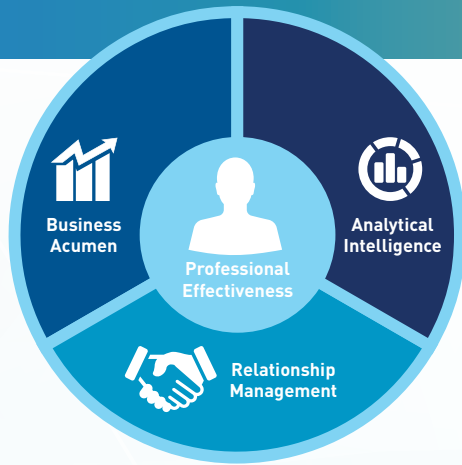 Business
Acumen
Analytical
Intelligence
Professional
Effectiveness
Relationship
Management